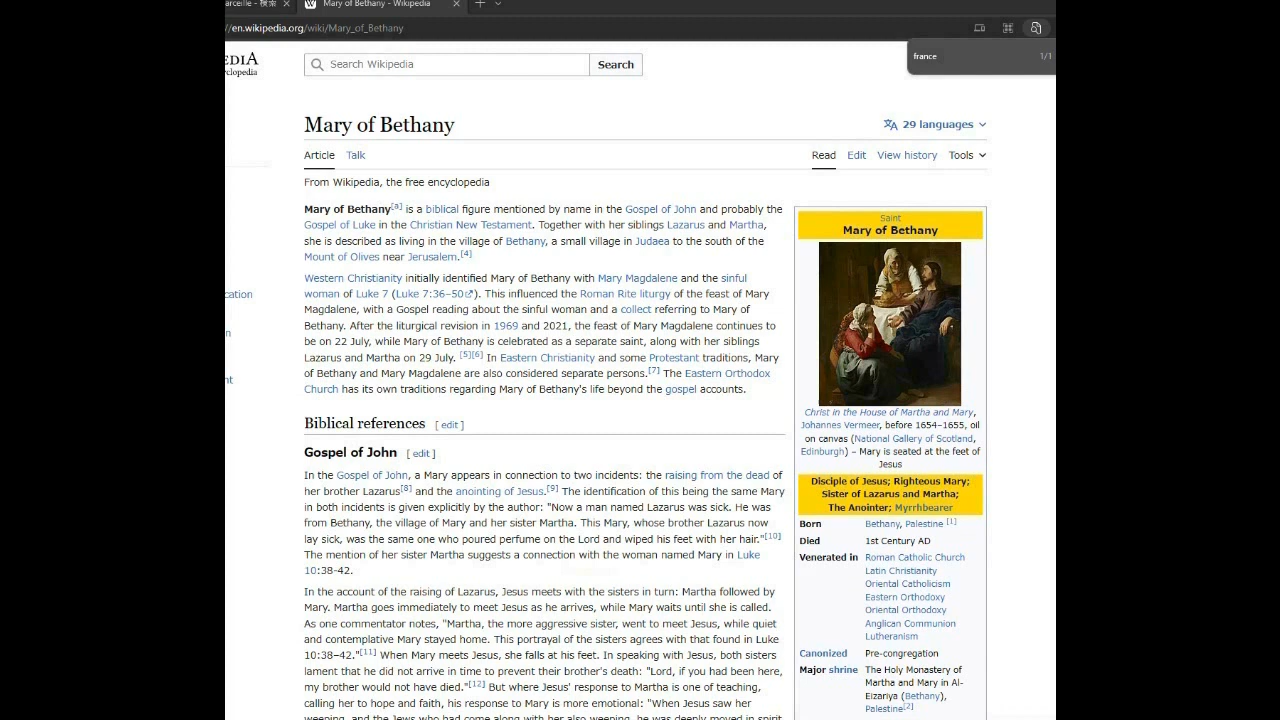 arceille - 検索
Mary of Bethany - Wikipedia
//en.wikipedia.org/wiki/Mary_of_Bethany
france 1/1
EDIA
clopedia
Search Wikipedia
Search
Mary of Bethany
29 languages
Article Talk
Read Edit View history Tools
From Wikipedia, the free encyclopedia
Mary of Bethany[a] is a biblical figure mentioned by name in the Gospel of John and probably the
Gospel of Luke in the Christian New Testament. Together with her siblings Lazarus and Martha,
she is described as living in the village of Bethany, a small village in Judaea to the south of the
Mount of Olives near Jerusalem.[4]
Western Christianity initially identified Mary of Bethany with Mary Magdalene and the sinful
woman of Luke 7 (Luke 7:36–50). This influenced the Roman Rite liturgy of the feast of Mary
Magdalene, with a Gospel reading about the sinful woman and a collect referring to Mary of
Bethany. After the liturgical revision in 1969 and 2021, the feast of Mary Magdalene continues to
be on 22 July, while Mary of Bethany is celebrated as a separate saint, along with her siblings
Lazarus and Martha on 29 July. [5][6] In Eastern Christianity and some Protestant traditions, Mary
of Bethany and Mary Magdalene are also considered separate persons.[7] The Eastern Orthodox
Church has its own traditions regarding Mary of Bethany's life beyond the gospel accounts.
Biblical references [ edit ]
Gospel of John [ edit ]
In the Gospel of John, a Mary appears in connection to two incidents: the raising from the dead of
her brother Lazarus[8] and the anointing of Jesus.[9] The identification of this being the same Mary
in both incidents is given explicitly by the author: "Now a man named Lazarus was sick. He was
from Bethany, the village of Mary and her sister Martha. This Mary, whose brother Lazarus now
lay sick, was the same one who poured perfume on the Lord and wiped his feet with her hair."[10]
The mention of her sister Martha suggests a connection with the woman named Mary in Luke
10:38-42.
In the account of the raising of Lazarus, Jesus meets with the sisters in turn: Martha followed by
Mary. Martha goes immediately to meet Jesus as he arrives, while Mary waits until she is called.
As one commentator notes, "Martha, the more aggressive sister, went to meet Jesus, while quiet
and contemplative Mary stayed home. This portrayal of the sisters agrees with that found in Luke
10:38–42."[11] When Mary meets Jesus, she falls at his feet. In speaking with Jesus, both sisters
lament that he did not arrive in time to prevent their brother's death: "Lord, if you had been here,
my brother would not have died."[12] But where Jesus' response to Martha is one of teaching,
calling her to hope and faith, his response to Mary is more emotional: "When Jesus saw her
weeping, and the Jews who had come along with her also weeping, he was deeply moved in spirit
cation
n
nt
Saint
Mary of Bethany
Christ in the House of Martha and Mary,
Johannes Vermeer, before 1654–1655, oil
on canvas (National Gallery of Scotland,
Edinburgh) – Mary is seated at the feet of
Jesus
Disciple of Jesus; Righteous Mary;
Sister of Lazarus and Martha;
The Anointer; Myrrhbearer
Born Bethany, Palestine [1]
Died 1st Century AD
Venerated in Roman Catholic Church
Latin Christianity
Oriental Catholicism
Eastern Orthodoxy
Oriental Orthodoxy
Anglican Communion
Lutheranism
Canonized Pre-congregation
Major shrine The Holy Monastery of
Martha and Mary in Al-
Eizariya (Bethany),
Palestine[2]